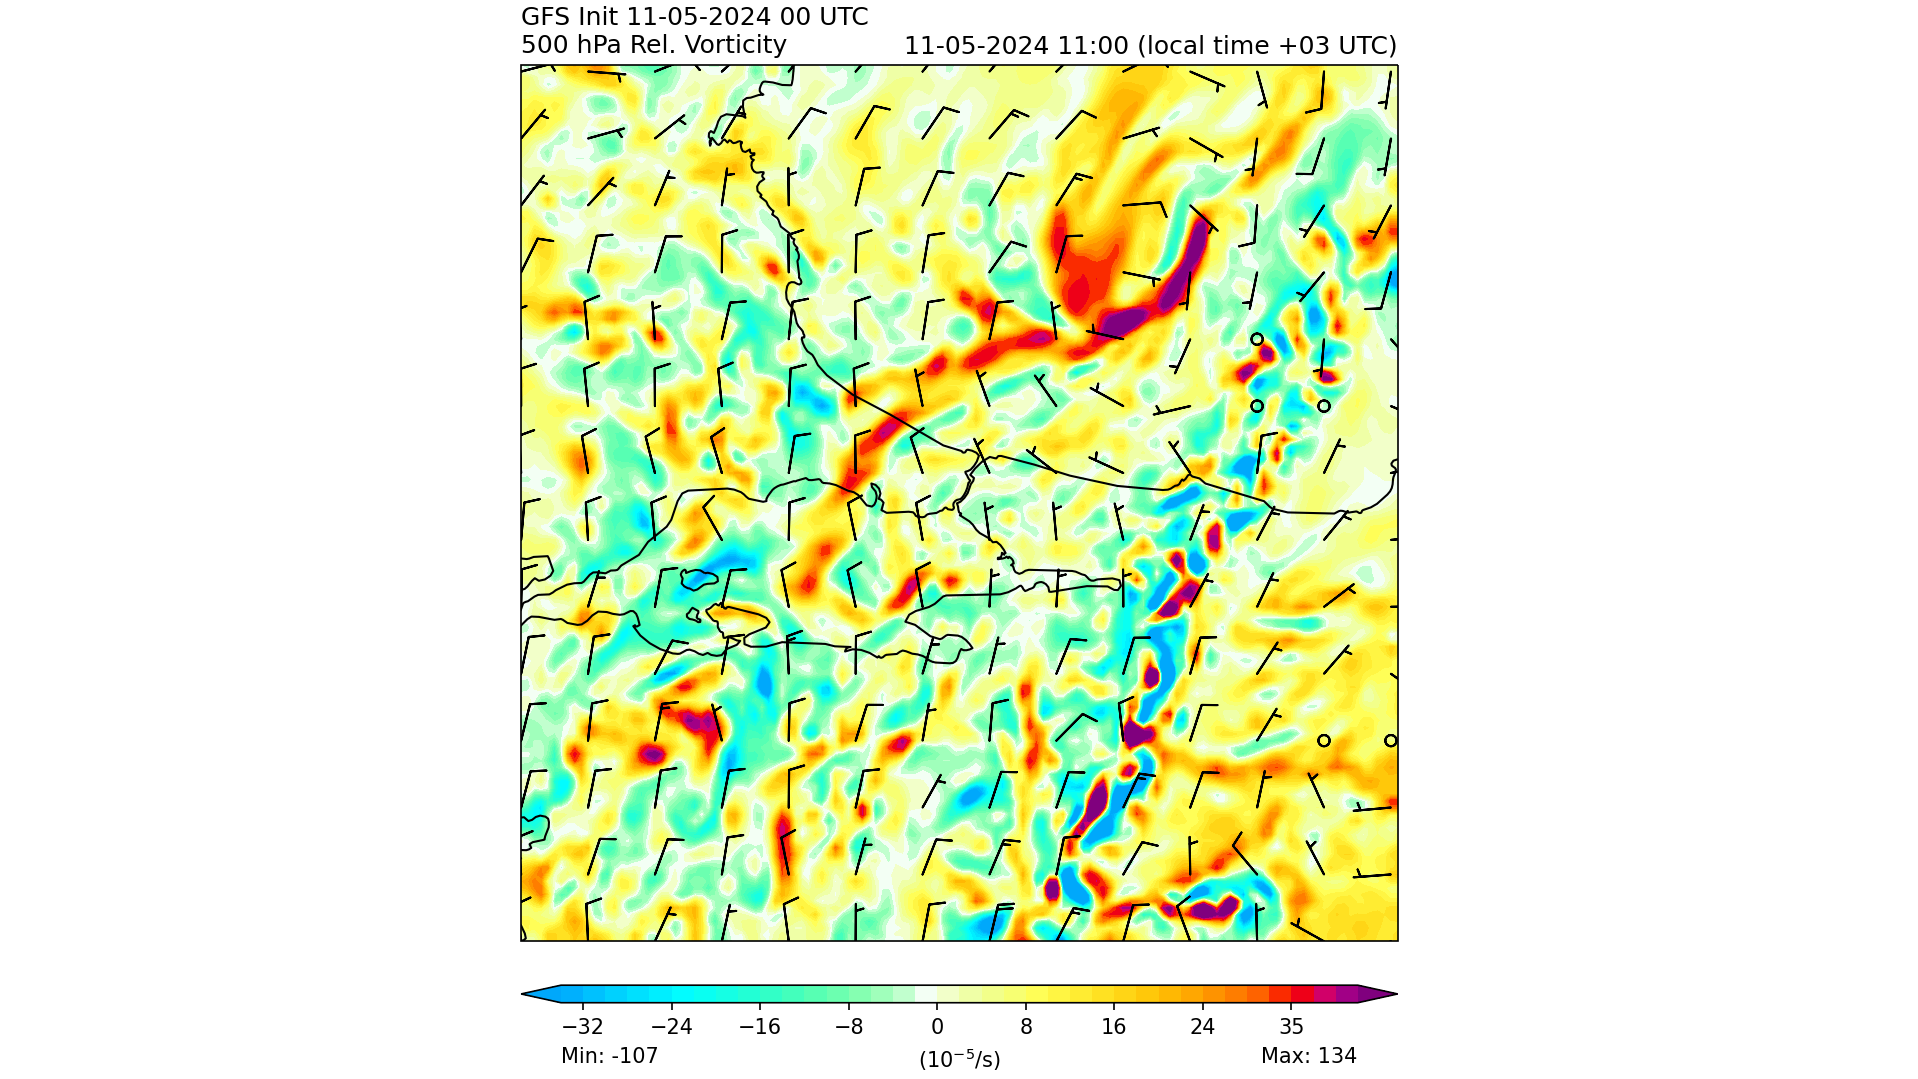 GFS Init 11-05-2024 00 UTC
500 hPa Rel. Vorticity
11-05-2024 11:00 (local time +03 UTC)
−32 −24 −16 −8 0 8 16 24 35
Min: -107
(10⁻⁵/s)
Max: 134